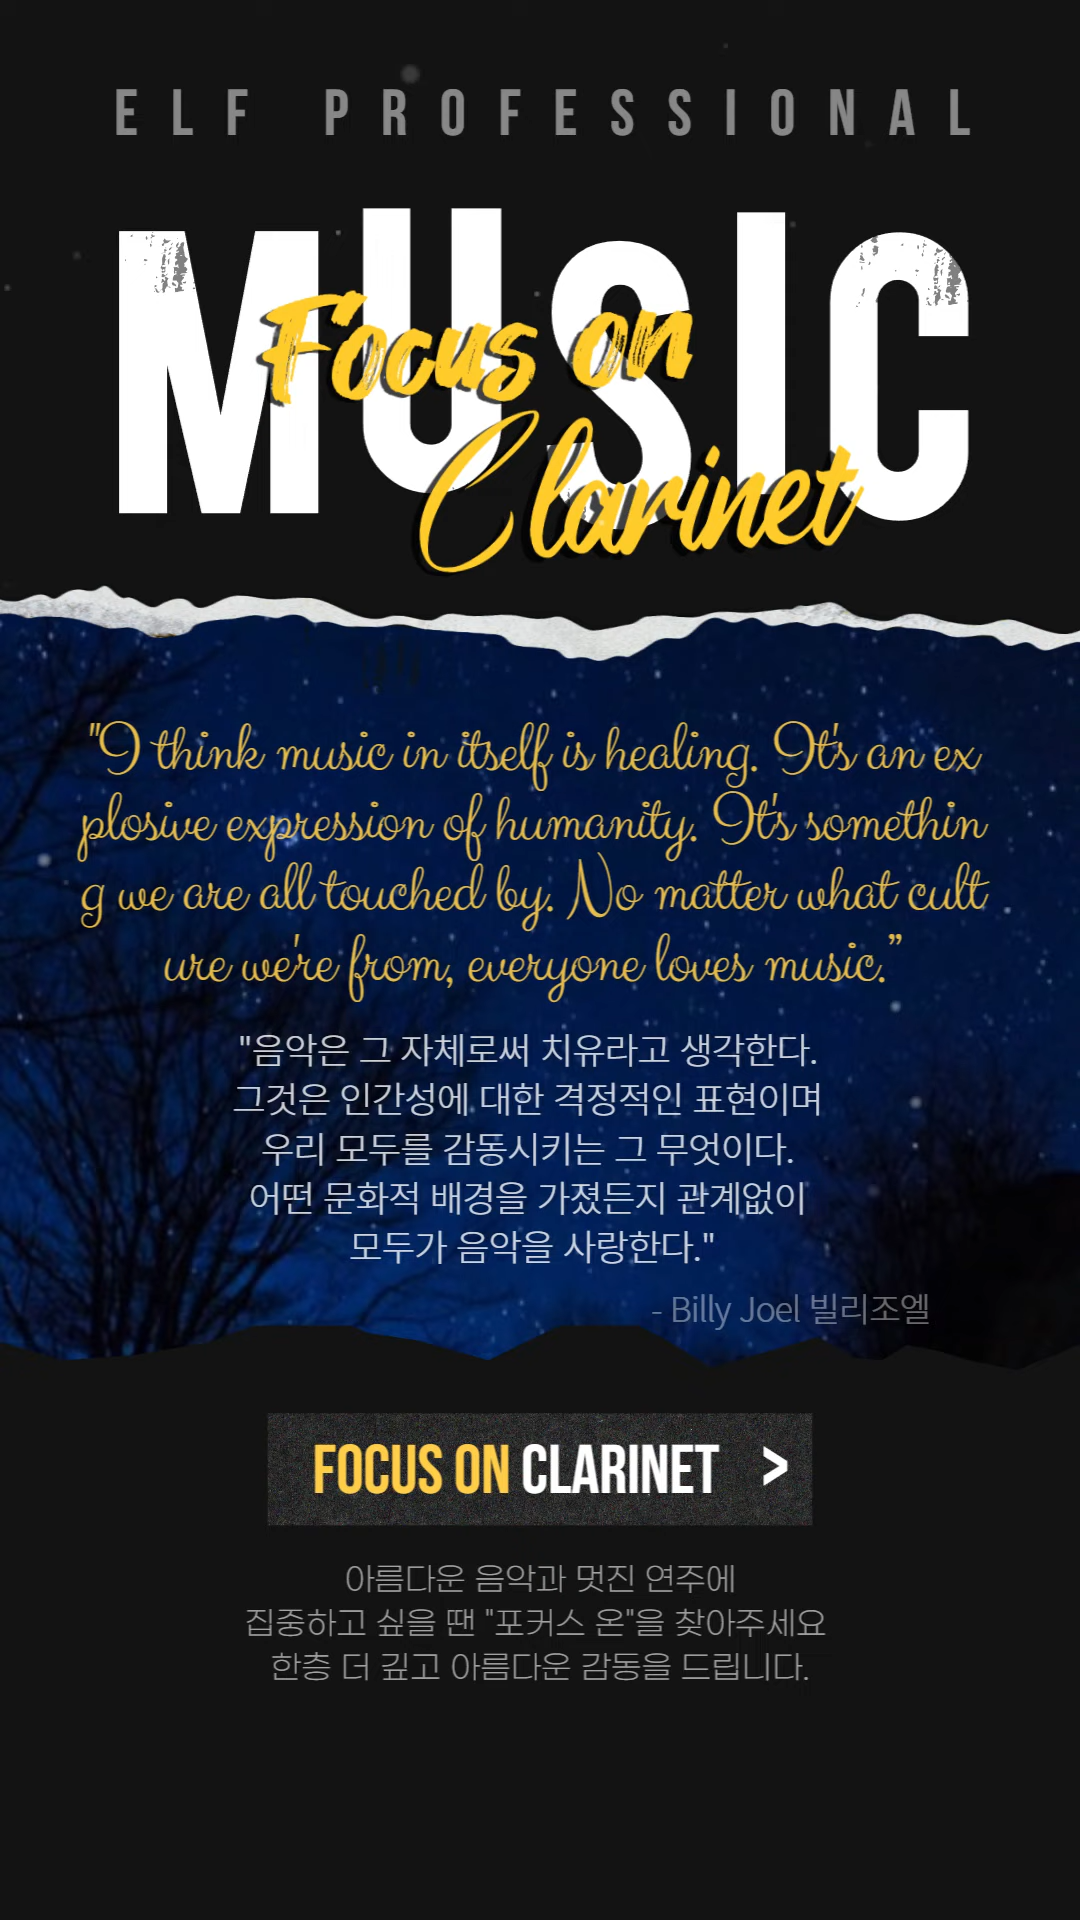 ELF PROFESSIONAL
MUSIC
Focus on
Clarinet
"I think music in itself is healing. It's an ex
plosive expression of humanity. It's somethin
g we are all touched by. No matter what cult
ure we're from, everyone loves music.”
"음악은 그 자체로써 치유라고 생각한다.
그것은 인간성에 대한 격정적인 표현이며
우리 모두를 감동시키는 그 무엇이다.
어떤 문화적 배경을 가졌든지 관계없이
모두가 음악을 사랑한다."
- Billy Joel 빌리조엘
FOCUS ON CLARINET >
아름다운 음악과 멋진 연주에
집중하고 싶을 땐 "포커스 온"을 찾아주세요
한층 더 깊고 아름다운 감동을 드립니다.